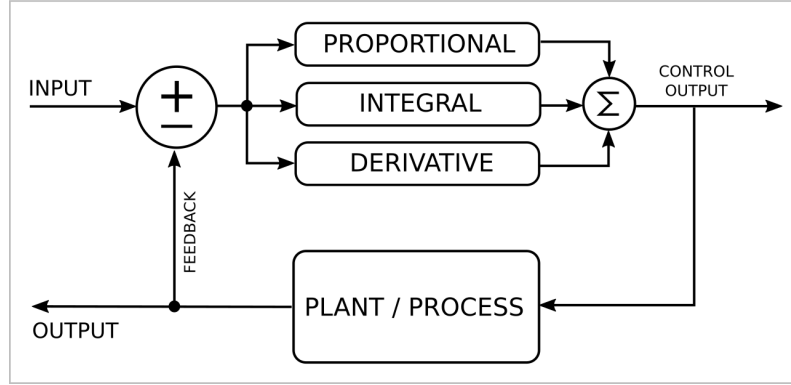 PROPORTIONAL
INPUT
+
−
INTEGRAL
Σ
CONTROL
OUTPUT
DERIVATIVE
FEEDBACK
PLANT / PROCESS
OUTPUT